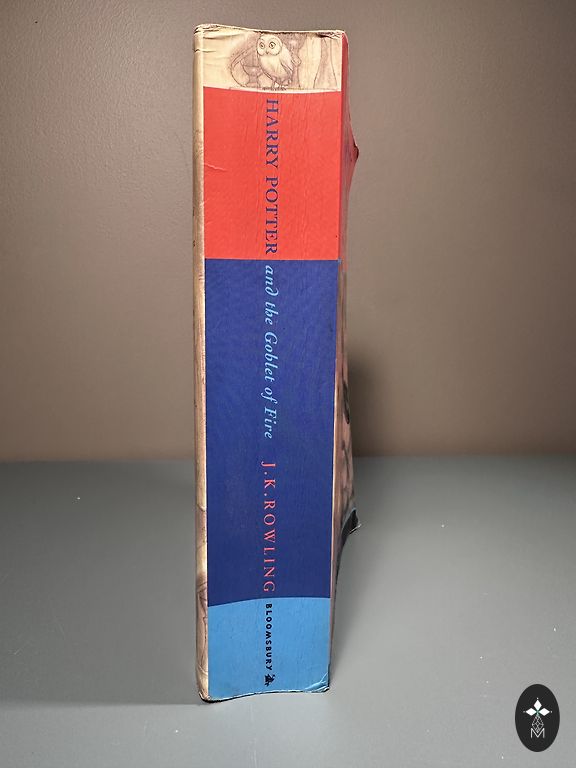 HARRY POTTER and the Goblet of Fire J.K.ROWLING BLOOMSBURY
M